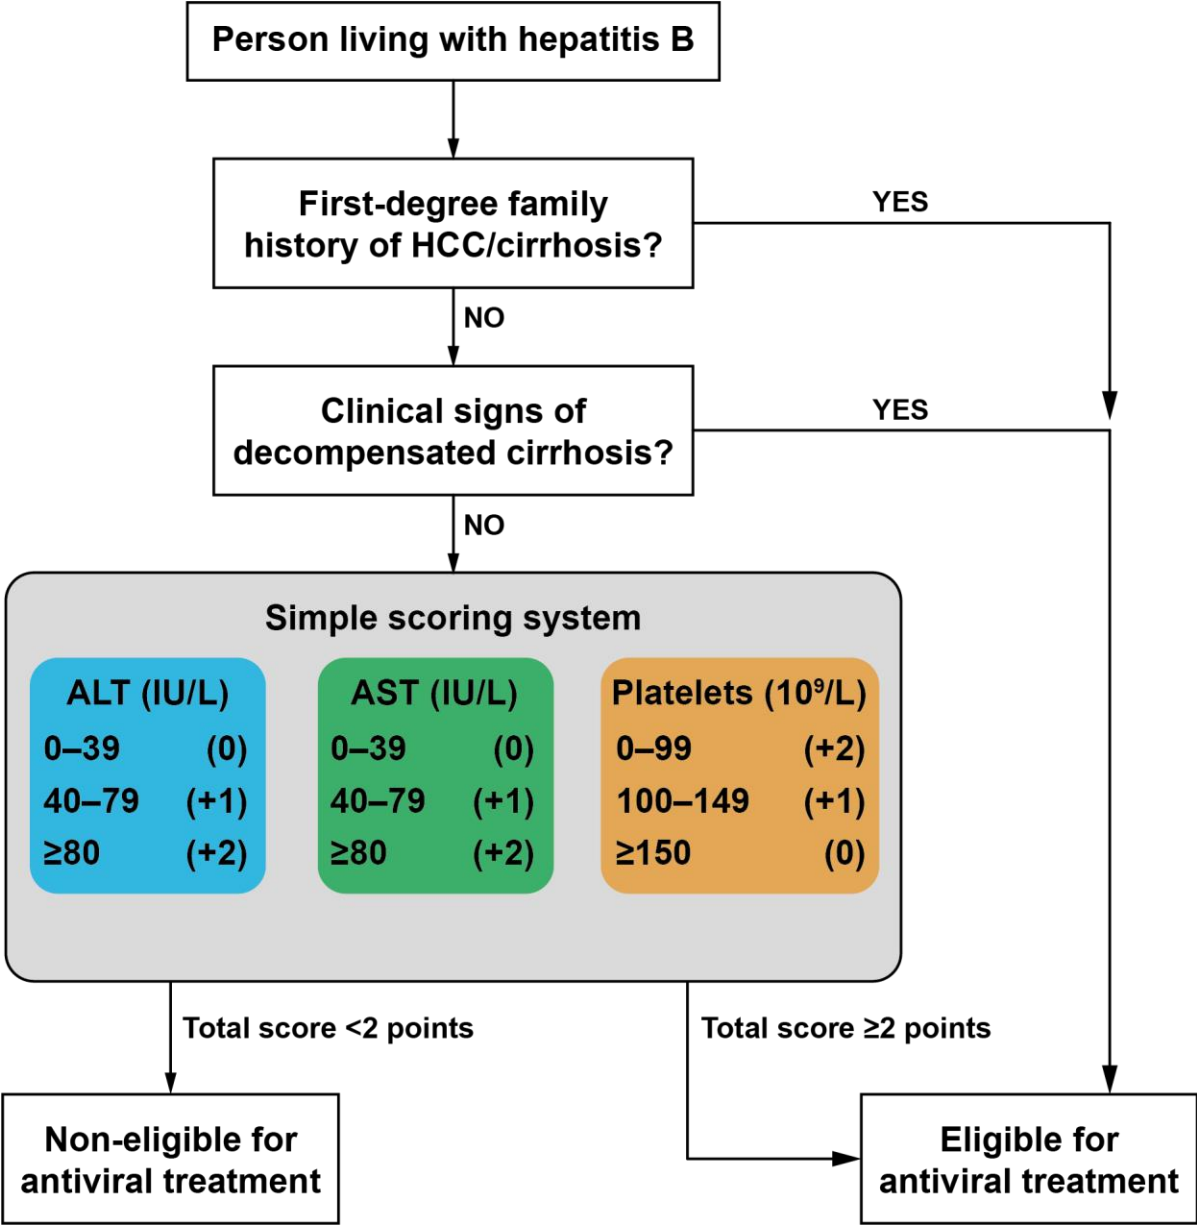 Person living with hepatitis B
First-degree family
history of HCC/cirrhosis?
YES
NO
Clinical signs of
decompensated cirrhosis?
YES
NO
Simple scoring system
ALT (IU/L)
0–39 (0)
40–79 (+1)
≥80 (+2)
AST (IU/L)
0–39 (0)
40–79 (+1)
≥80 (+2)
Platelets (10⁹/L)
0–99 (+2)
100–149 (+1)
≥150 (0)
Total score <2 points
Total score ≥2 points
Non-eligible for
antiviral treatment
Eligible for
antiviral treatment